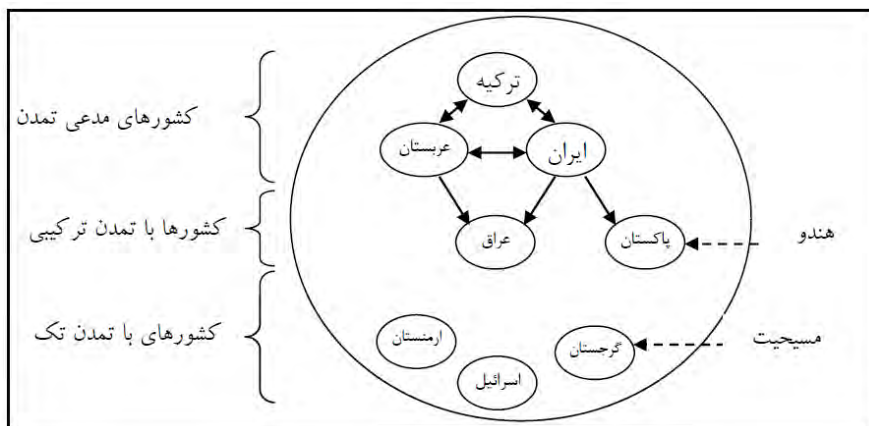 ترکیه
کشورهای مدعی تمدن
ایران
عربستان
کشورها با تمدن ترکیبی
هندو
پاکستان
عراق
کشورهای با تمدن تک
مسیحیت
گرجستان
ارمنستان
اسرائیل